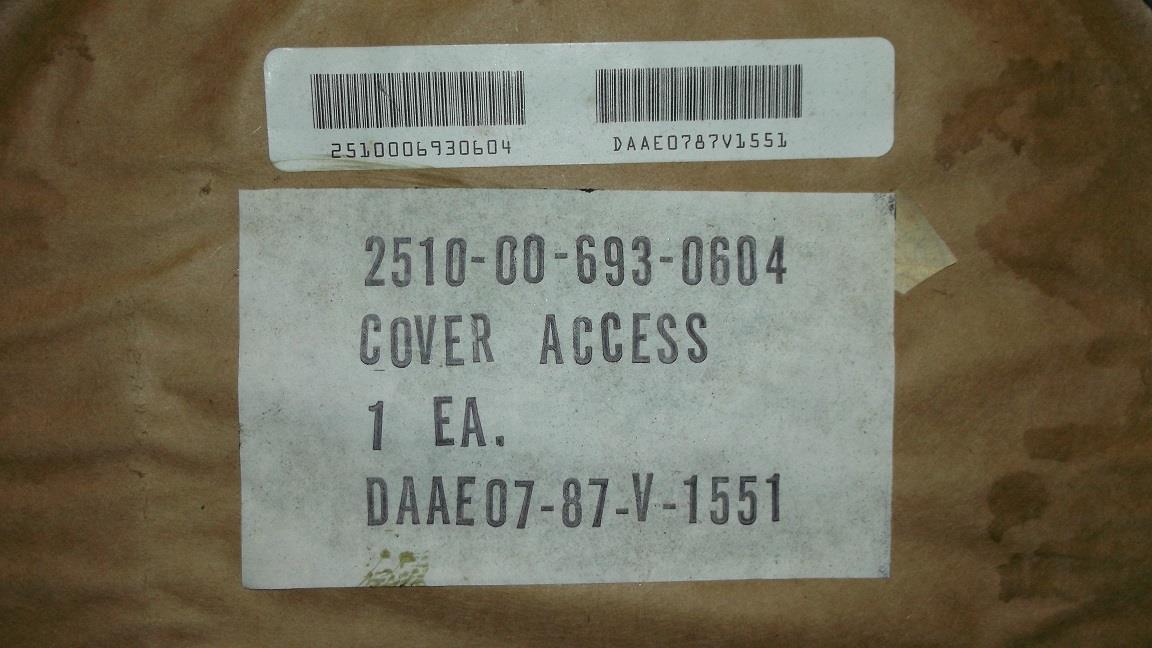 2510006930604 DAAE0787V1551
2510-00-693-0604
COVER ACCESS
1 EA.
DAAE07-87-V-1551